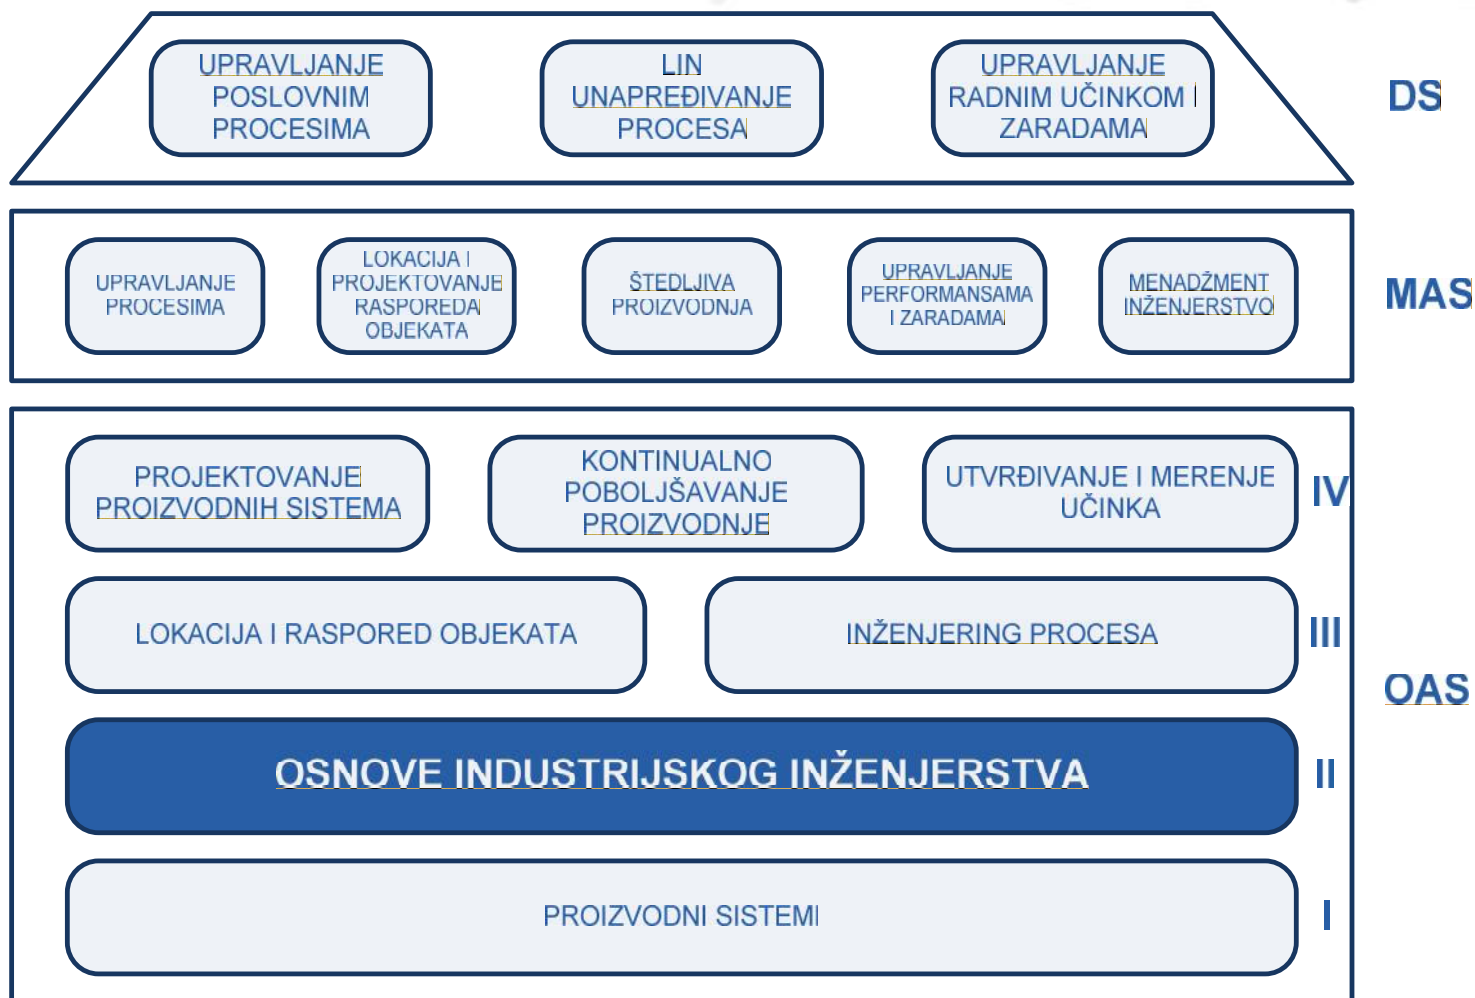 UPRAVLJANJE
POSLOVNIM
PROCESIMA
LIN
UNAPREĐIVANJE
PROCESA
UPRAVLJANJE
RADNIM UČINKOM I
ZARADAMA
DS
UPRAVLJANJE
PROCESIMA
LOKACIJA I
PROJEKTOVANJE
RASPOREDA
OBJEKATA
ŠTEDLJIVA
PROIZVODNJA
UPRAVLJANJE
PERFORMANSAMA
I ZARADAMA
MENADŽMENT
INŽENJERSTVO
MAS
PROJEKTOVANJE
PROIZVODNIH SISTEMA
KONTINUALNO
POBOLJŠAVANJE
PROIZVODNJE
UTVRĐIVANJE I MERENJE
UČINKA
IV
LOKACIJA I RASPORED OBJEKATA
INŽENJERING PROCESA
III
OAS
OSNOVE INDUSTRIJSKOG INŽENJERSTVA
II
PROIZVODNI SISTEMI
I